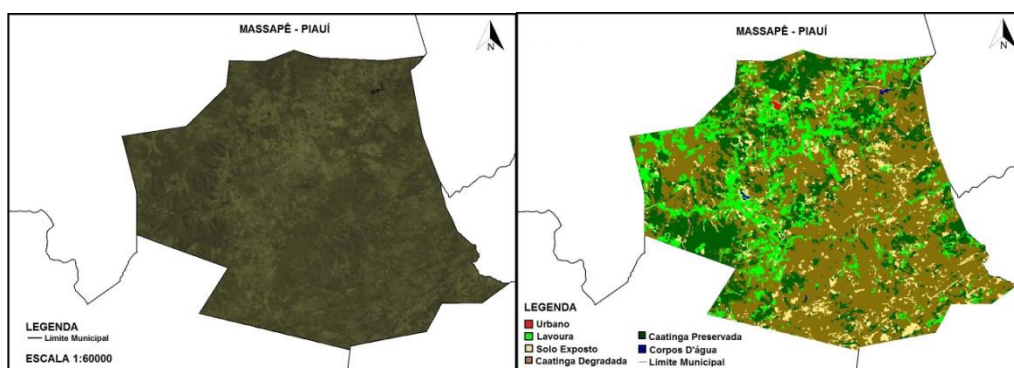 MASSAPÊ - PIAUÍ
N
LEGENDA
Limite Municipal
ESCALA 1:60000
MASSAPÊ - PIAUÍ
N
LEGENDA
Urbano
Lavoura
Solo Exposto
Caatinga Degradada
Caatinga Preservada
Corpos D'água
Limite Municipal